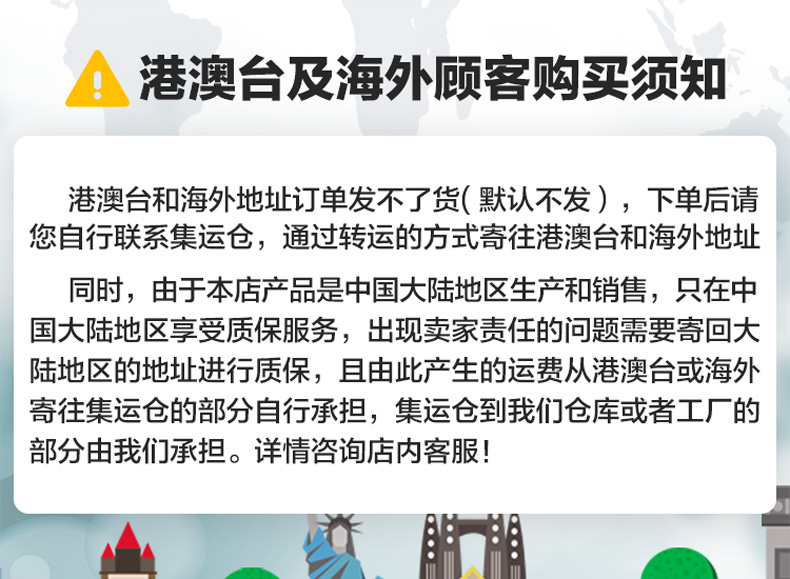 港澳台及海外顾客购买须知
港澳台和海外地址订单发不了货(默认不发），下单后请
您自行联系集运仓，通过转运的方式寄往港澳台和海外地址
同时，由于本店产品是中国大陆地区生产和销售，只在中
国大陆地区享受质保服务，出现卖家责任的问题需要寄回大
陆地区的地址进行质保，且由此产生的运费从港澳台或海外
寄往集运仓的部分自行承担，集运仓到我们仓库或者工厂的
部分由我们承担。详情咨询店内客服！